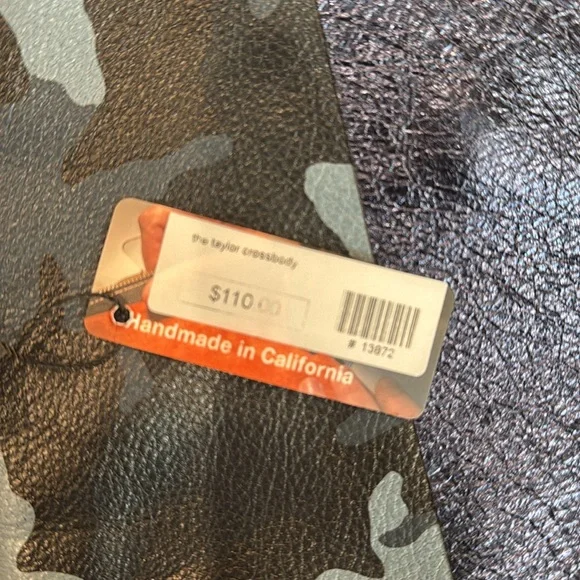 the taylor crossbody
$110.00
# 13872
Handmade in California